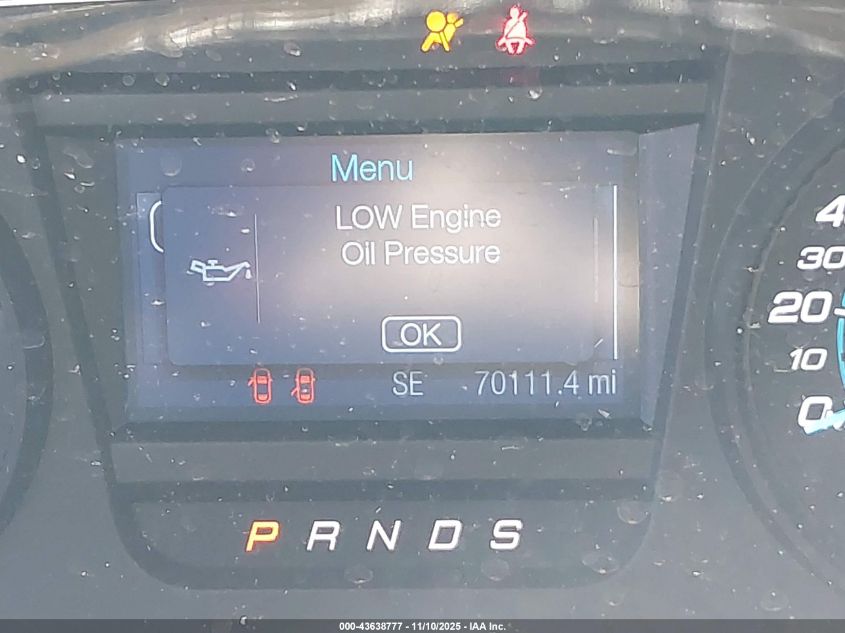 Menu
LOW Engine
Oil Pressure
OK
SE 70111.4 mi
P R N D S
30
20
10
0
000-43638777 - 11/10/2025 - IAA Inc.